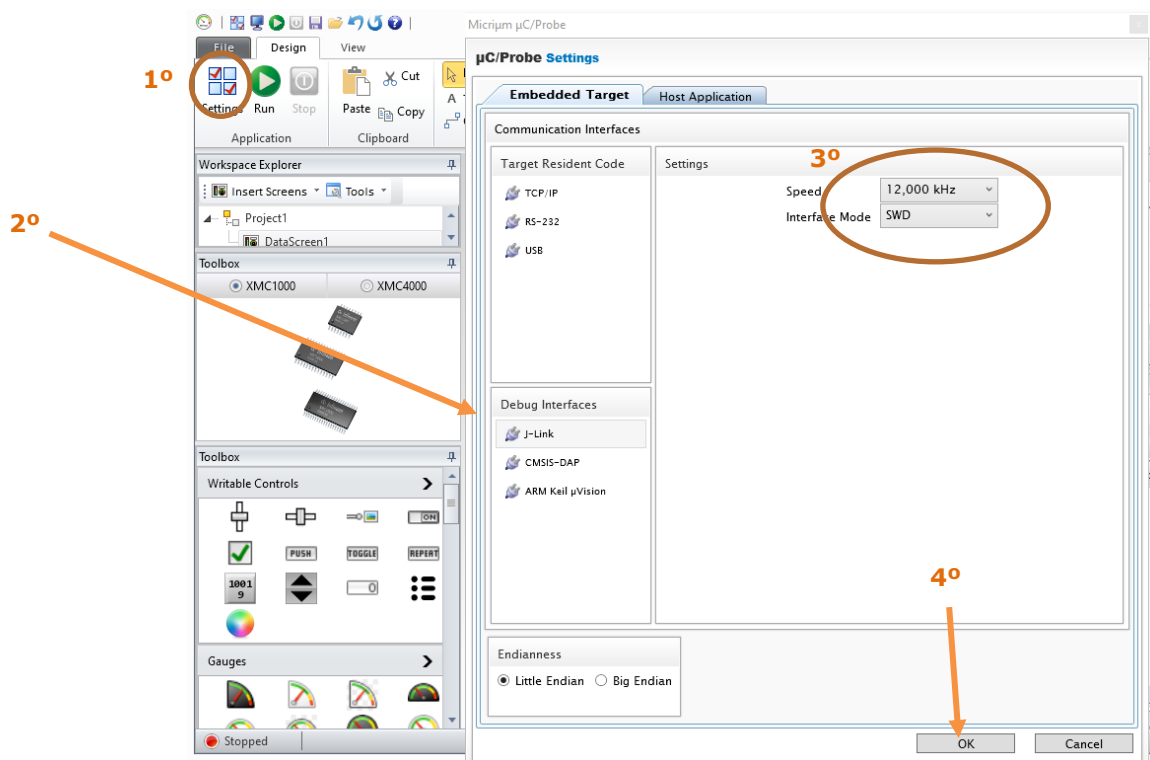 Micriµm µC/Probe
File
Design
View
1º
Settings
Run
Stop
Paste
Cut
Copy
A
Application
Clipboard
Workspace Explorer
Insert Screens
Tools
Project1
DataScreen1
2º
Toolbox
XMC1000
XMC4000
Toolbox
Writable Controls
ON
PUSH
TOGGLE
REPEAT
1001
9
0
Gauges
Stopped
µC/Probe Settings
Embedded Target
Host Application
Communication Interfaces
Target Resident Code
TCP/IP
RS-232
USB
Debug Interfaces
J-Link
CMSIS-DAP
ARM Keil µVision
Settings
3º
Speed
12,000 kHz
Interface Mode
SWD
4º
Endianness
Little Endian
Big Endian
OK
Cancel